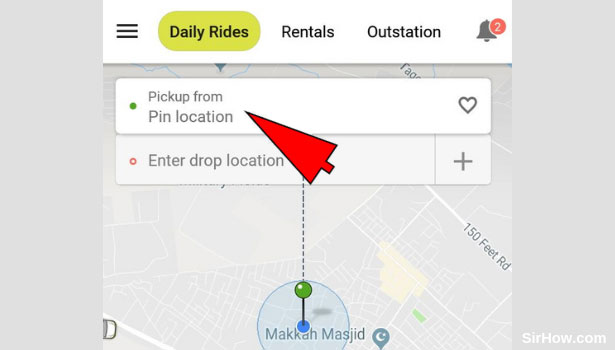 Daily Rides
Rentals
Outstation
2
Pickup from
Pin location
Enter drop location
150 Feet Rd
Makkah Masjid
SirHow.com